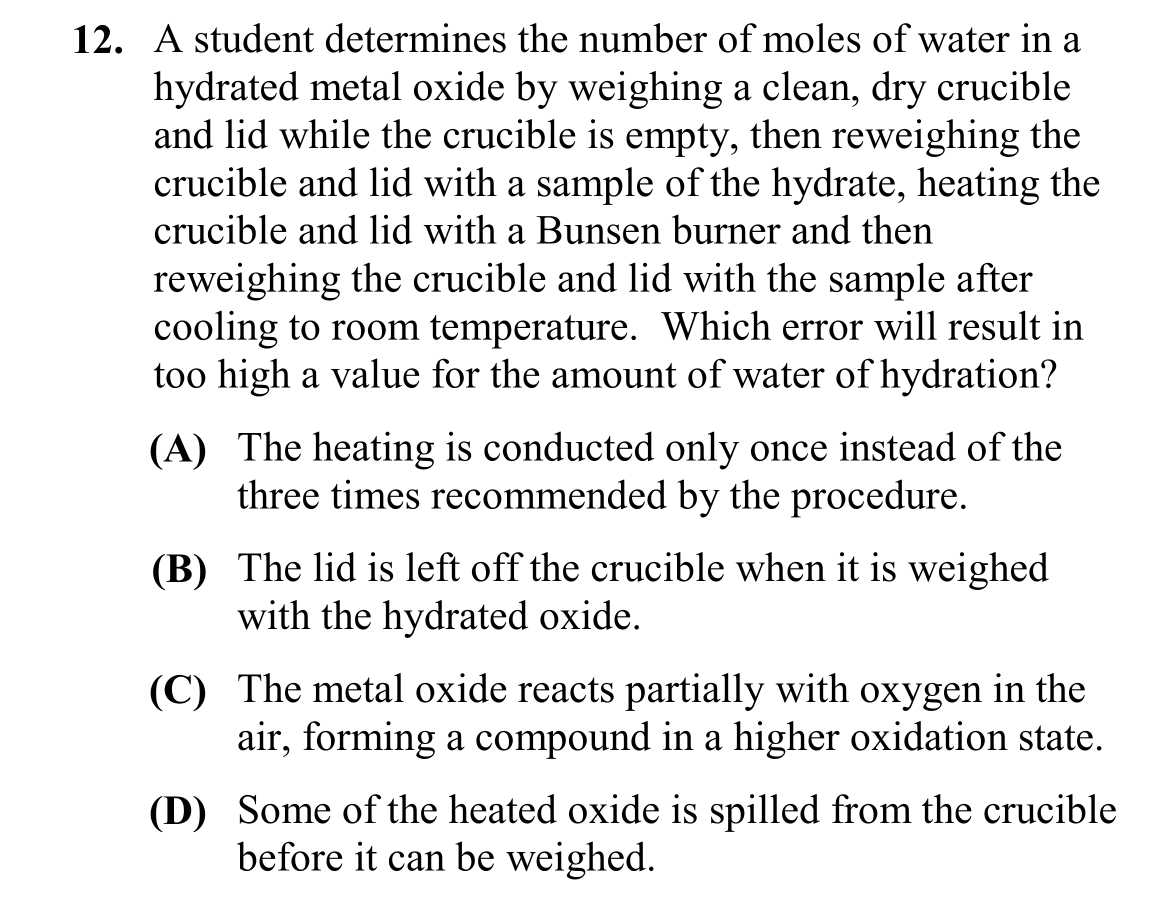 12. A student determines the number of moles of water in a
hydrated metal oxide by weighing a clean, dry crucible
and lid while the crucible is empty, then reweighing the
crucible and lid with a sample of the hydrate, heating the
crucible and lid with a Bunsen burner and then
reweighing the crucible and lid with the sample after
cooling to room temperature. Which error will result in
too high a value for the amount of water of hydration?
(A) The heating is conducted only once instead of the
three times recommended by the procedure.
(B) The lid is left off the crucible when it is weighed
with the hydrated oxide.
(C) The metal oxide reacts partially with oxygen in the
air, forming a compound in a higher oxidation state.
(D) Some of the heated oxide is spilled from the crucible
before it can be weighed.